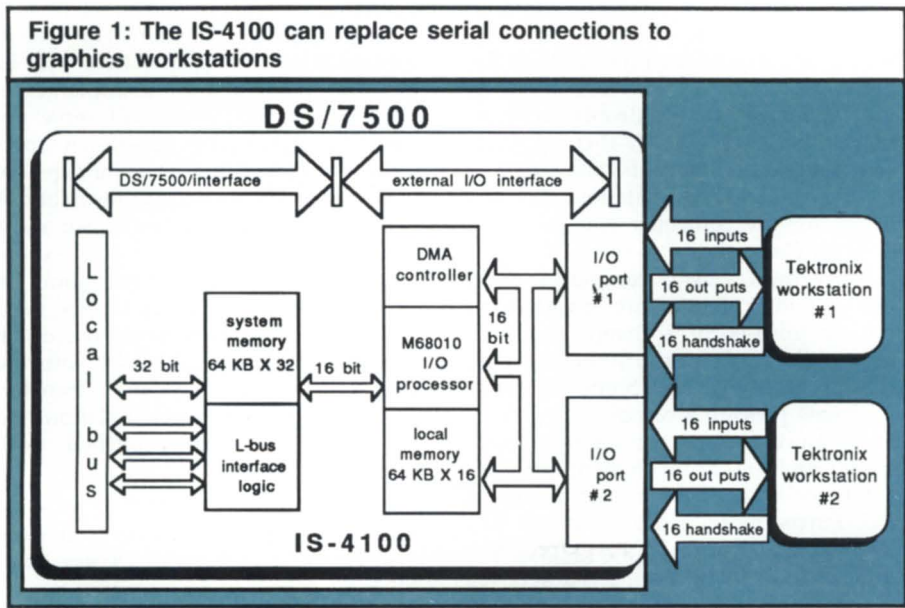 Figure 1: The IS-4100 can replace serial connections to
graphics workstations
DS/7500
DS/7500/interface
external I/O interface
Local bus
32 bit
system
memory
64 KB X 32
L-bus
interface
logic
16 bit
DMA
controller
M68010
I/O
processor
local
memory
64 KB X 16
16
bit
I/O
port
#1
I/O
port
#2
16 inputs
16 out puts
16 handshake
Tektronix
workstation
#1
16 inputs
16 out puts
16 handshake
Tektronix
workstation
#2
IS-4100